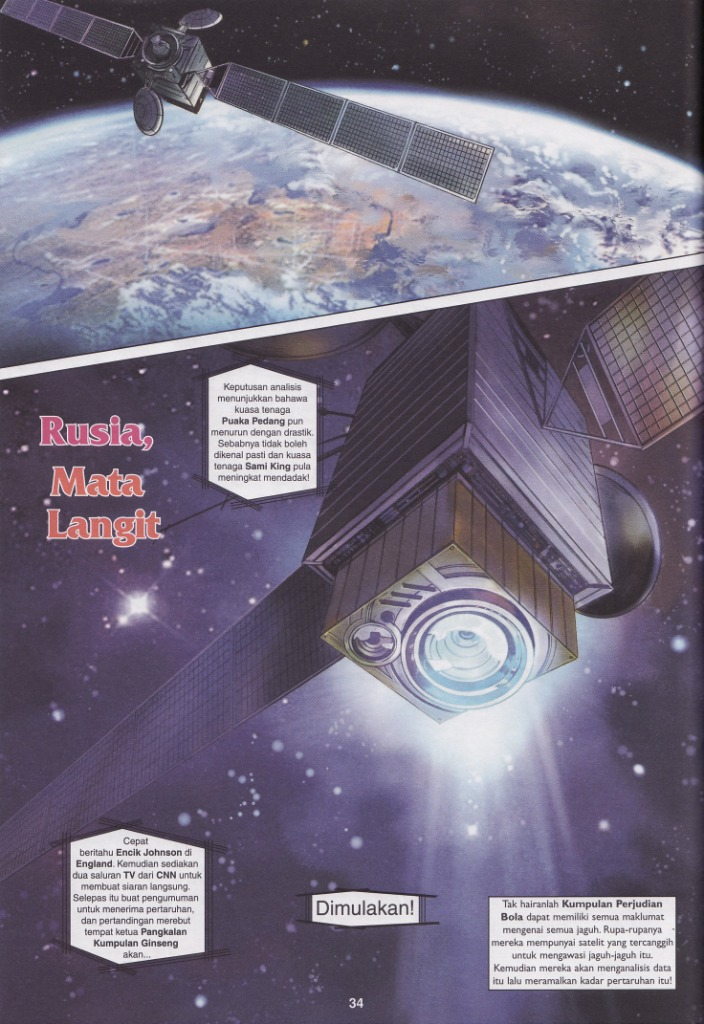 Keputusan analisis
menunjukkan bahawa
kuasa tenaga
Puaka Pedang pun
menurun dengan drastik.
Sebabnya tidak boleh
dikenal pasti dan kuasa
tenaga Sami King pula
meningkat mendadak!
Rusia,
Mata
Langit
Cepat
beritahu Encik Johnson di
England. Kemudian sediakan
dua saluran TV dari CNN untuk
membuat siaran langsung.
Selepas itu buat pengumuman
untuk menerima pertaruhan,
dan pertandingan merebut
tempat ketua Pangkalan
Kumpulan Ginseng
akan...
Dimulakan!
Tak hairanlah Kumpulan Perjudian
Bola dapat memiliki semua maklumat
mengenai semua jaguh. Rupa-rupanya
mereka mempunyai satelit yang tercanggih
untuk mengawasi jaguh-jaguh itu.
Kemudian mereka akan menganalisis data
itu lalu meramalkan kadar pertaruhan itu!
34